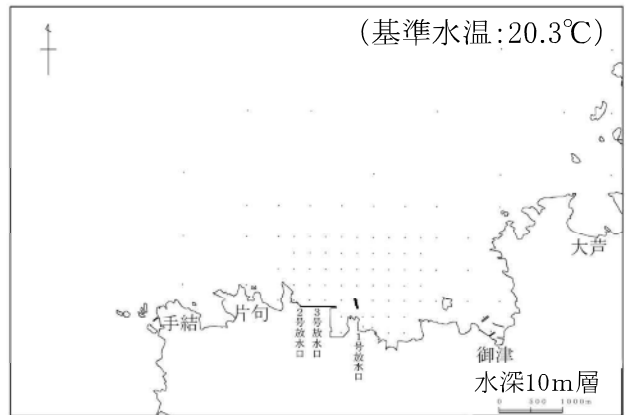 (基準水温:20.3℃)
大芦
手結
片句
2号放水口
3号放水口
1号放水口
御津
水深10m層
0 500 1000m